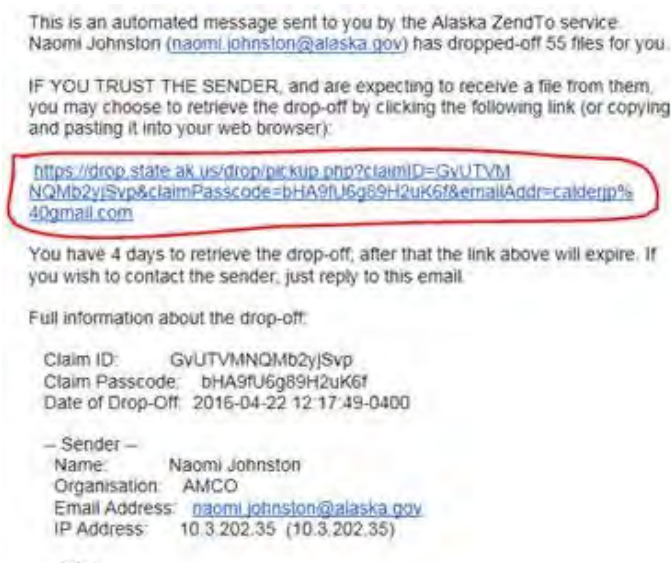 This is an automated message sent to you by the Alaska ZendTo service.
Naomi Johnston (naomi.johnston@alaska.gov) has dropped-off 55 files for you.
IF YOU TRUST THE SENDER, and are expecting to receive a file from them,
you may choose to retrieve the drop-off by clicking the following link (or copying
and pasting it into your web browser):
https://drop.state.ak.us/drop/pickup.php?claimID=GvUTVM
NQMb2yjSvp&claimPasscode=bHA9fU6g89H2uK6f&emailAddr=calderjp%
40gmail.com
You have 4 days to retrieve the drop-off; after that the link above will expire. If
you wish to contact the sender, just reply to this email.
Full information about the drop-off:
Claim ID: GvUTVMNQMb2yjSvp
Claim Passcode: bHA9fU6g89H2uK6f
Date of Drop-Off: 2016-04-22 12:17:49-0400
-- Sender --
Name: Naomi Johnston
Organisation: AMCO
Email Address: naomi.johnston@alaska.gov
IP Address: 10.3.202.35 (10.3.202.35)